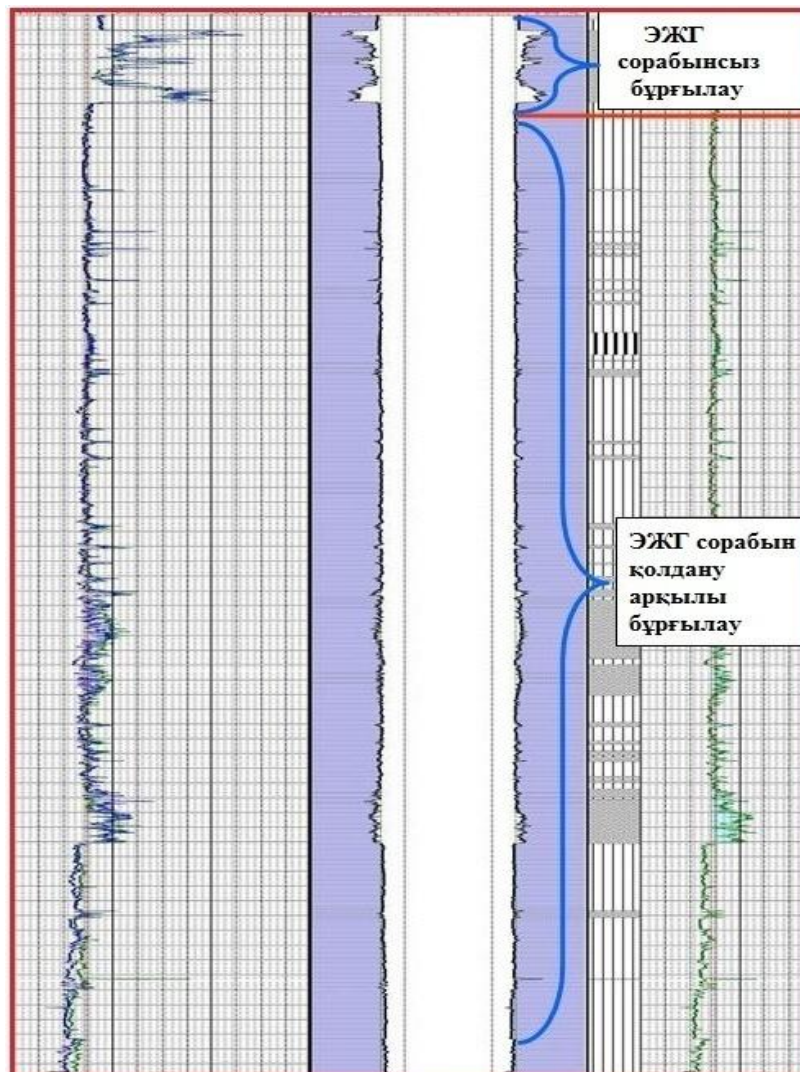 ЭЖГ
сорабынсыз
бұрғылау
ЭЖГ сорабын
қолдану
арқылы
бұрғылау